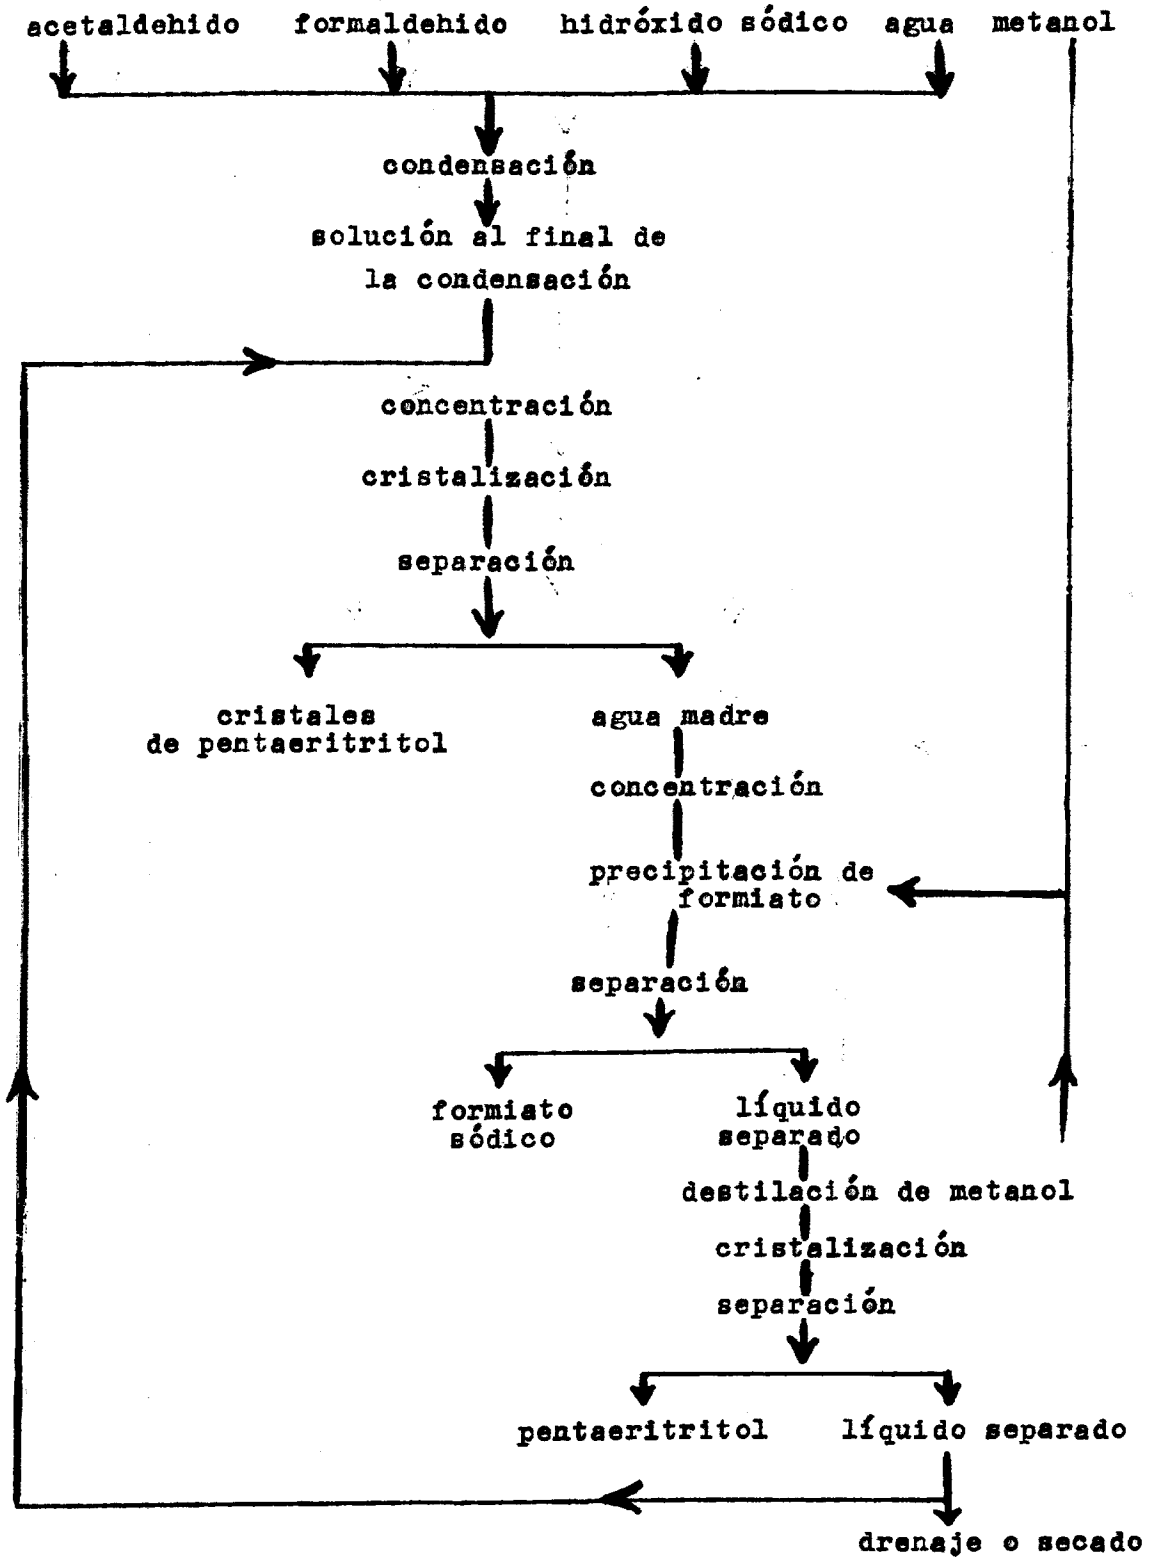 acetaldehido formaldehido hidróxido sódico agua metanol
condensación
solución al final de
la condensación
concentración
cristalización
separación
cristales
de pentaeritritol
agua madre
concentración
precipitación de
formiato
separación
formiato
sódico
líquido
separado
destilación de metanol
cristalización
separación
pentaeritritol
líquido separado
drenaje o secado